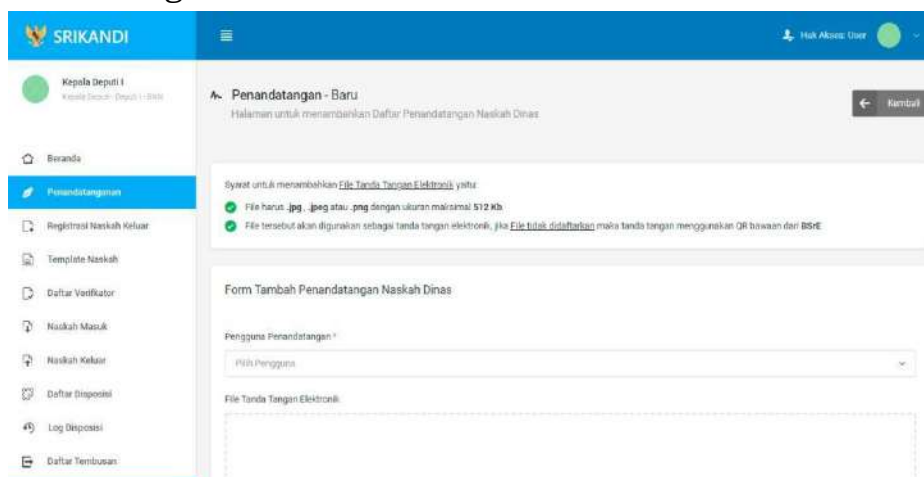 SRIKANDI
Hak Akses: User
Kepala Deputi I
Penandatangan - Baru
Halaman untuk menambahkan Daftar Penandatangan Naskah Dinas
Kembali
Beranda
Penandatanganan
Registrasi Naskah Keluar
Template Naskah
Daftar Verifikator
Naskah Masuk
Naskah Keluar
Daftar Disposisi
Log Disposisi
Daftar Tembusan
Syarat untuk menambahkan File Tanda Tangan Elektronik yaitu:
File harus .jpg, .jpeg atau .png dengan ukuran maksimal 512 Kb
File tersebut akan digunakan sebagai tanda tangan elektronik, jika File tidak didaftarkan maka tanda tangan menggunakan QR bawaan dari BSrE
Form Tambah Penandatangan Naskah Dinas
Pengguna Penandatangan *
Pilih Pengguna
File Tanda Tangan Elektronik